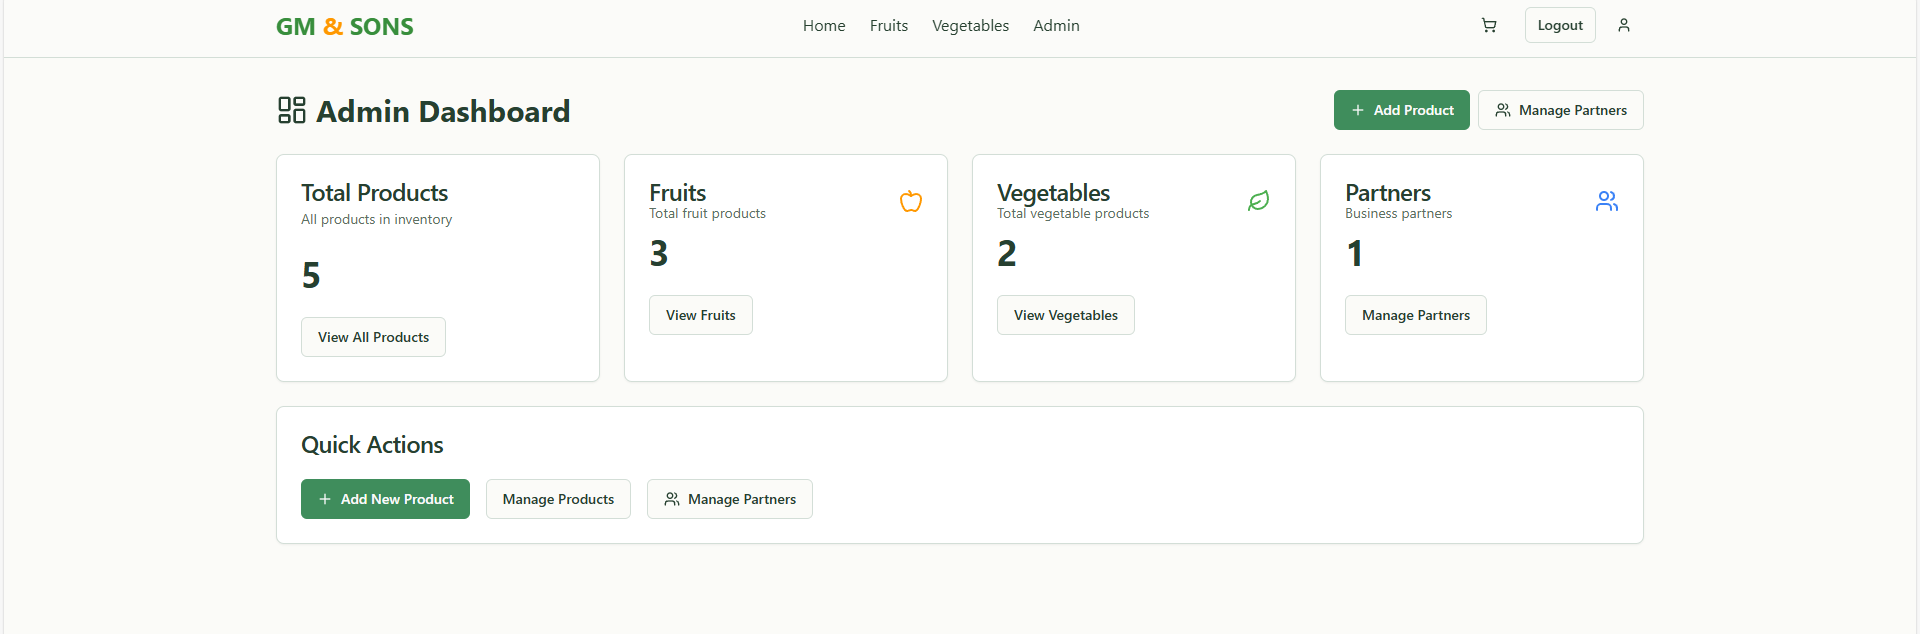 GM & SONS
Home Fruits Vegetables Admin
Logout
Admin Dashboard
Add Product
Manage Partners
Total Products
All products in inventory
5
View All Products
Fruits
Total fruit products
3
View Fruits
Vegetables
Total vegetable products
2
View Vegetables
Partners
Business partners
1
Manage Partners
Quick Actions
Add New Product
Manage Products
Manage Partners